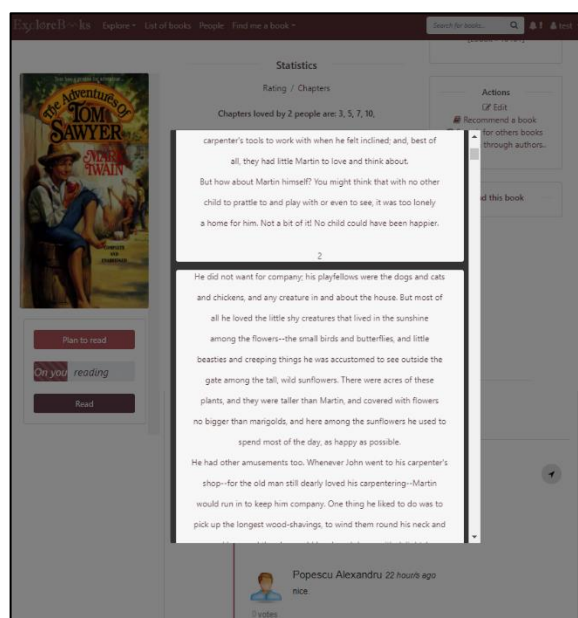 ExploreBooks Explore List of books People Find me a book Search for books... 1 test
Statistics
Rating / Chapters
Chapters loved by 2 people are: 3, 5, 7, 10,
The Adventures Of
TOM
SAWYER
MARK
TWAIN
COMPLETE
AND
UNABRIDGED
Plan to read
On you reading
Read
Actions
Edit
Recommend a book
for others books
through authors.
d this book
carpenter's tools to work with when he felt inclined; and, best of
all, they had little Martin to love and think about.
But how about Martin himself? You might think that with no other
child to prattle to and play with or even to see, it was too lonely
a home for him. Not a bit of it! No child could have been happier.
2
He did not want for company; his playfellows were the dogs and cats
and chickens, and any creature in and about the house. But most of
all he loved the little shy creatures that lived in the sunshine
among the flowers--the small birds and butterflies, and little
beasties and creeping things he was accustomed to see outside the
gate among the tall, wild sunflowers. There were acres of these
plants, and they were taller than Martin, and covered with flowers
no bigger than marigolds, and here among the sunflowers he used to
spend most of the day, as happy as possible.
He had other amusements too. Whenever John went to his carpenter's
shop--for the old man still dearly loved his carpentering--Martin
would run in to keep him company. One thing he liked to do was to
pick up the longest wood-shavings, to wind them round his neck and
Popescu Alexandru 22 hours ago
nice
0 votes